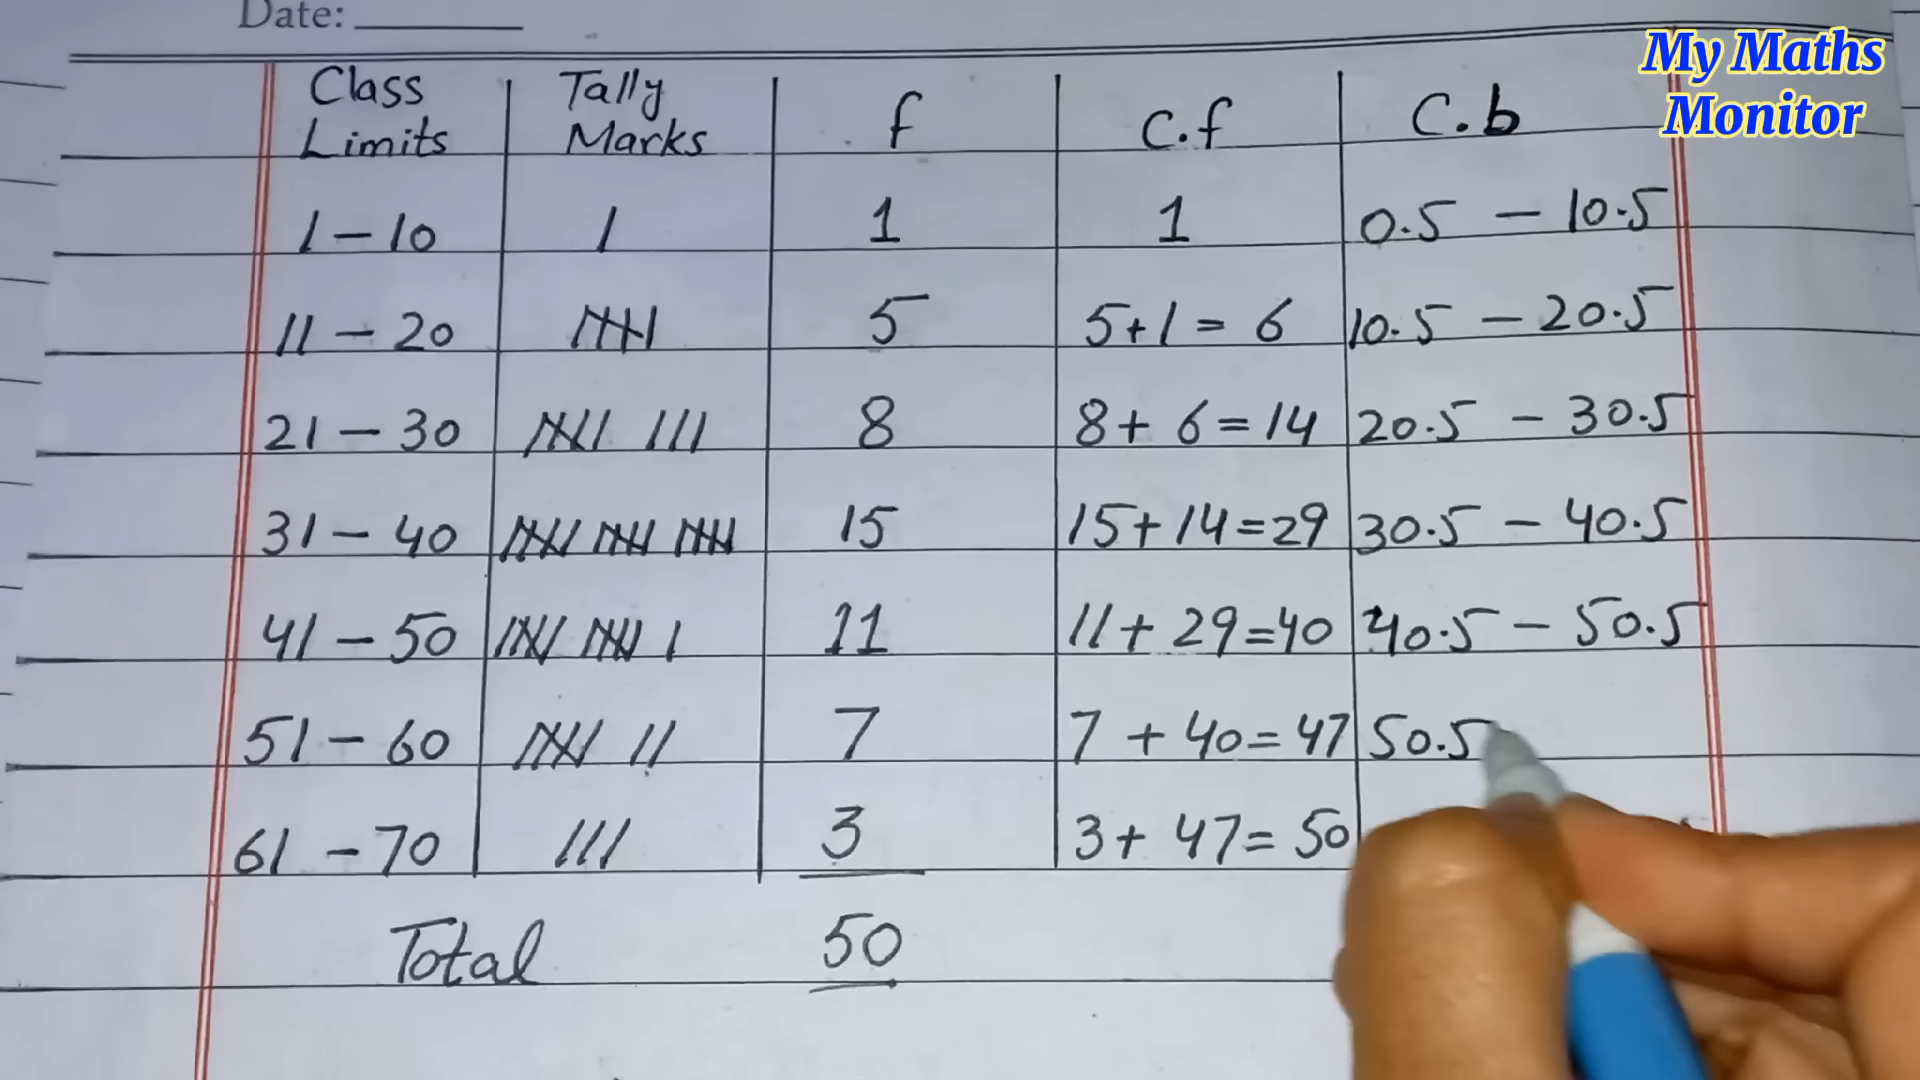 Date:
My Maths
Monitor
Class Limits Tally Marks f C.f C.b
1 - 10 | 1 1 0.5 - 10.5
11 - 20 |||| 5 5+1 = 6 10.5 - 20.5
21 - 30 |||| ||| 8 8+ 6 = 14 20.5 - 30.5
31 - 40 |||| |||| |||| 15 15+14=29 30.5 - 40.5
41 - 50 |||| |||| | 11 11+ 29=40 40.5 - 50.5
51 - 60 |||| || 7 7 + 40=47 50.5
61 - 70 ||| 3 3+ 47= 50
Total 50